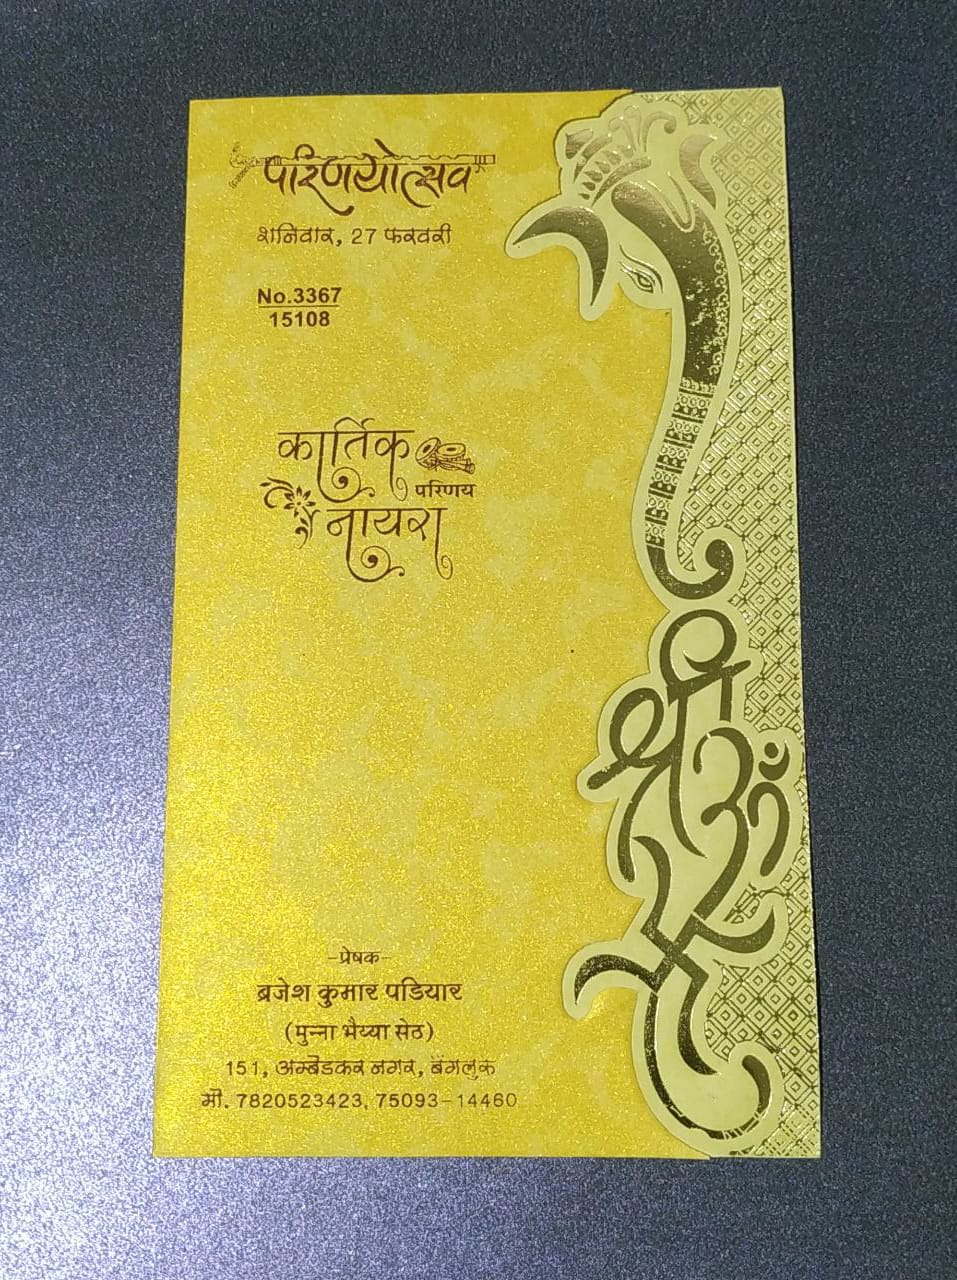 परिणयोत्सव
शनिवार, 27 फरवरी
No.3367
15108
कार्तिक
परिणय
नायरा
श्री
ॐ
-प्रेषक-
ब्रजेश कुमार पडियार
(मुन्ना भैय्या सेठ)
151, अम्बेडकर नगर, बेंगलुरू
मो. 7820523423, 75093-14460